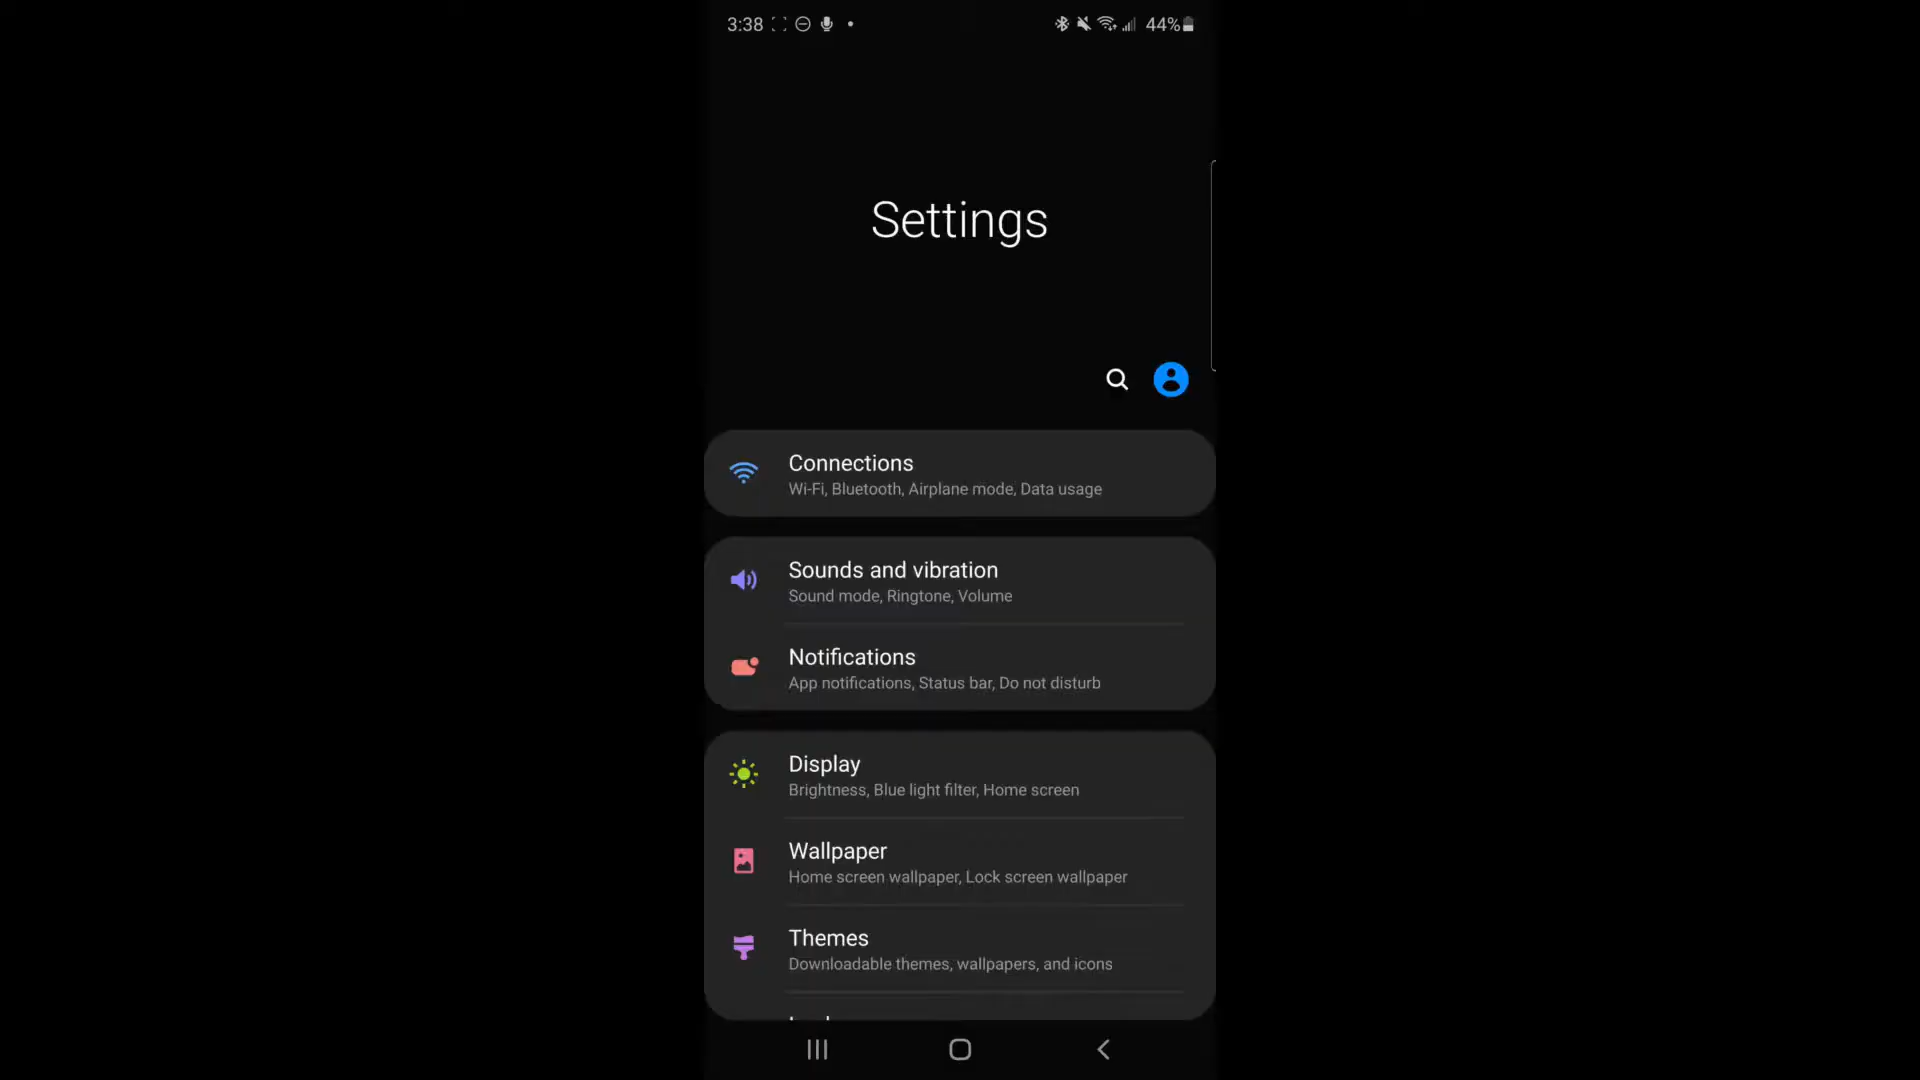 3:38
44%
Settings
Connections
Wi-Fi, Bluetooth, Airplane mode, Data usage
Sounds and vibration
Sound mode, Ringtone, Volume
Notifications
App notifications, Status bar, Do not disturb
Display
Brightness, Blue light filter, Home screen
Wallpaper
Home screen wallpaper, Lock screen wallpaper
Themes
Downloadable themes, wallpapers, and icons